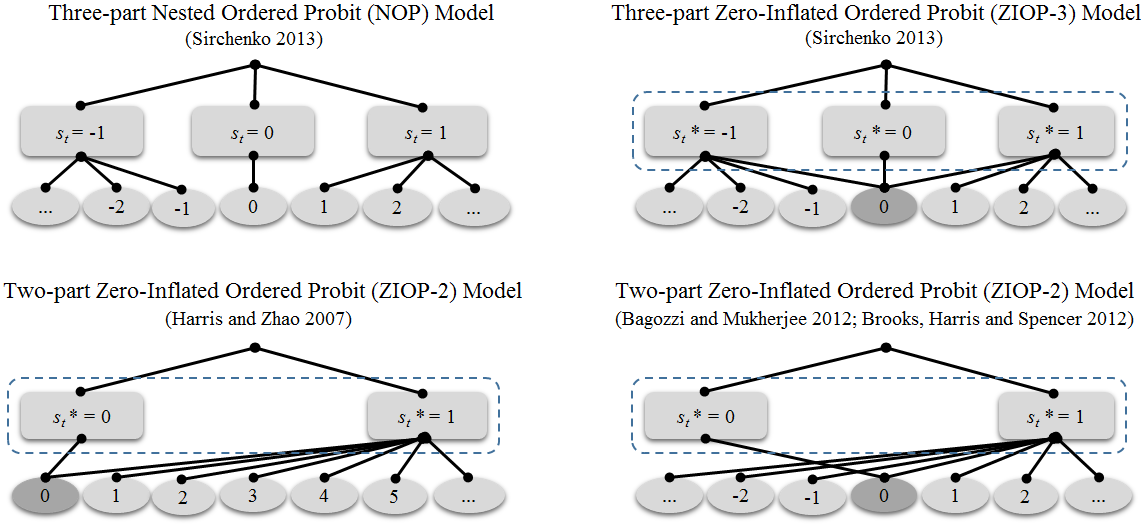 Three-part Nested Ordered Probit (NOP) Model
(Sirchenko 2013)
s_t = -1
s_t = 0
s_t = 1
... -2 -1 0 1 2 ...
Three-part Zero-Inflated Ordered Probit (ZIOP-3) Model
(Sirchenko 2013)
s_t * = -1
s_t * = 0
s_t * = 1
... -2 -1 0 1 2 ...
Two-part Zero-Inflated Ordered Probit (ZIOP-2) Model
(Harris and Zhao 2007)
s_t * = 0
s_t * = 1
0 1 2 3 4 5 ...
Two-part Zero-Inflated Ordered Probit (ZIOP-2) Model
(Bagozzi and Mukherjee 2012; Brooks, Harris and Spencer 2012)
s_t * = 0
s_t * = 1
... -2 -1 0 1 2 ...